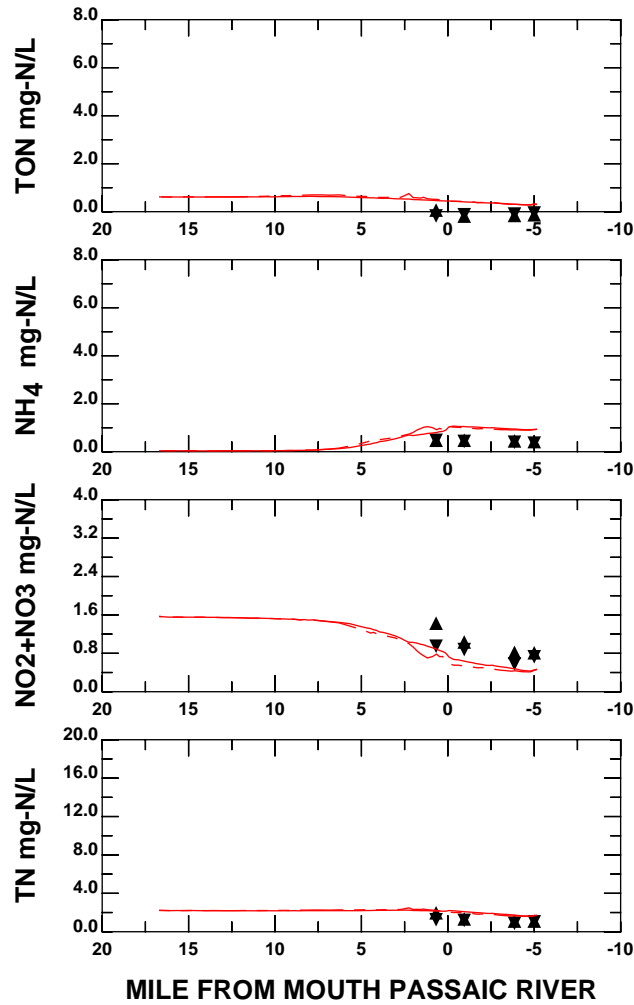 8.0
6.0
4.0
2.0
0.0
TON mg-N/L
20 15 10 5 0 -5 -10
8.0
6.0
4.0
2.0
0.0
NH4 mg-N/L
20 15 10 5 0 -5 -10
4.0
3.2
2.4
1.6
0.8
0.0
NO2+NO3 mg-N/L
20 15 10 5 0 -5 -10
20.0
16.0
12.0
8.0
4.0
0.0
TN mg-N/L
20 15 10 5 0 -5 -10
MILE FROM MOUTH PASSAIC RIVER